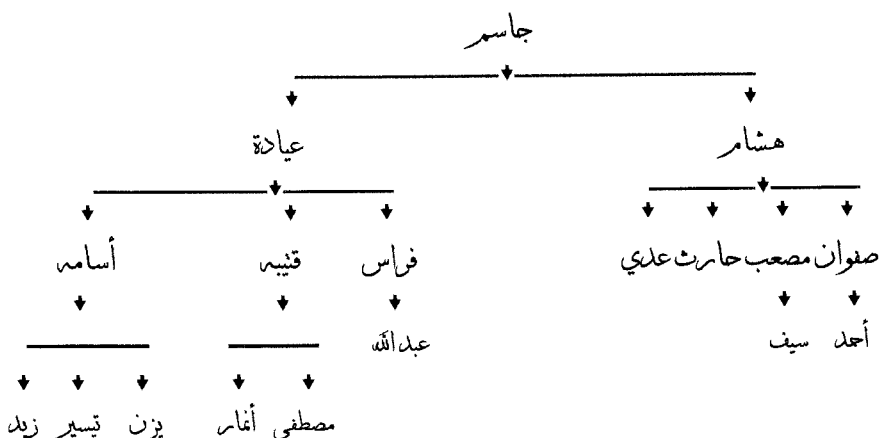 جاسم
هشام عيادة
صفوان مصعب حارث عدي فراس قتيبه أسامه
أحمد سيف عبدالله
مصطفى أنمار يزن تيسير زيد